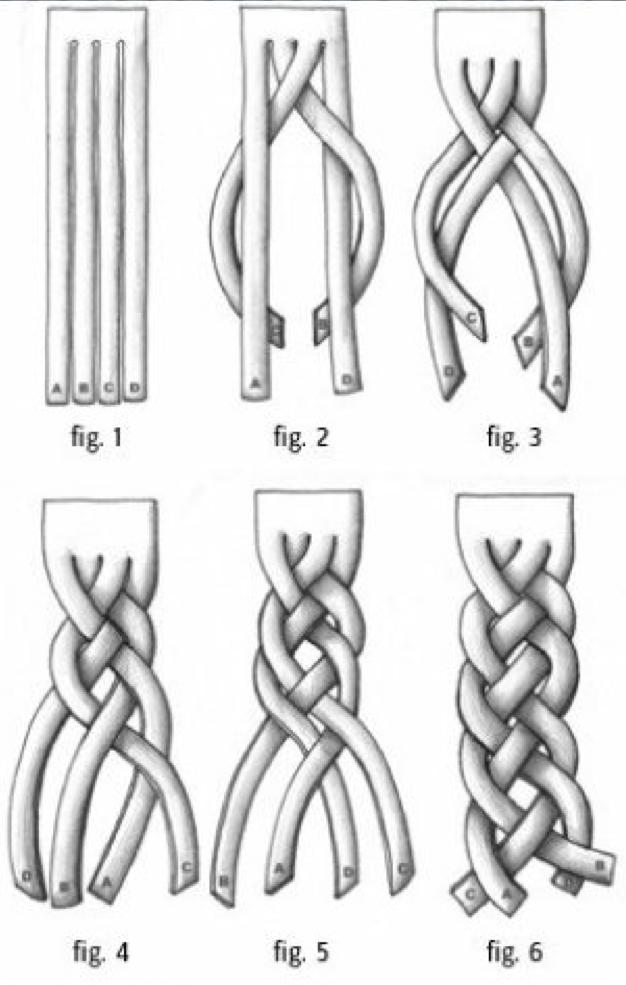 A B C D
fig. 1
B
A D
fig. 2
C
B
D A
fig. 3
D B A C
fig. 4
B A D C
fig. 5
B
C A
fig. 6